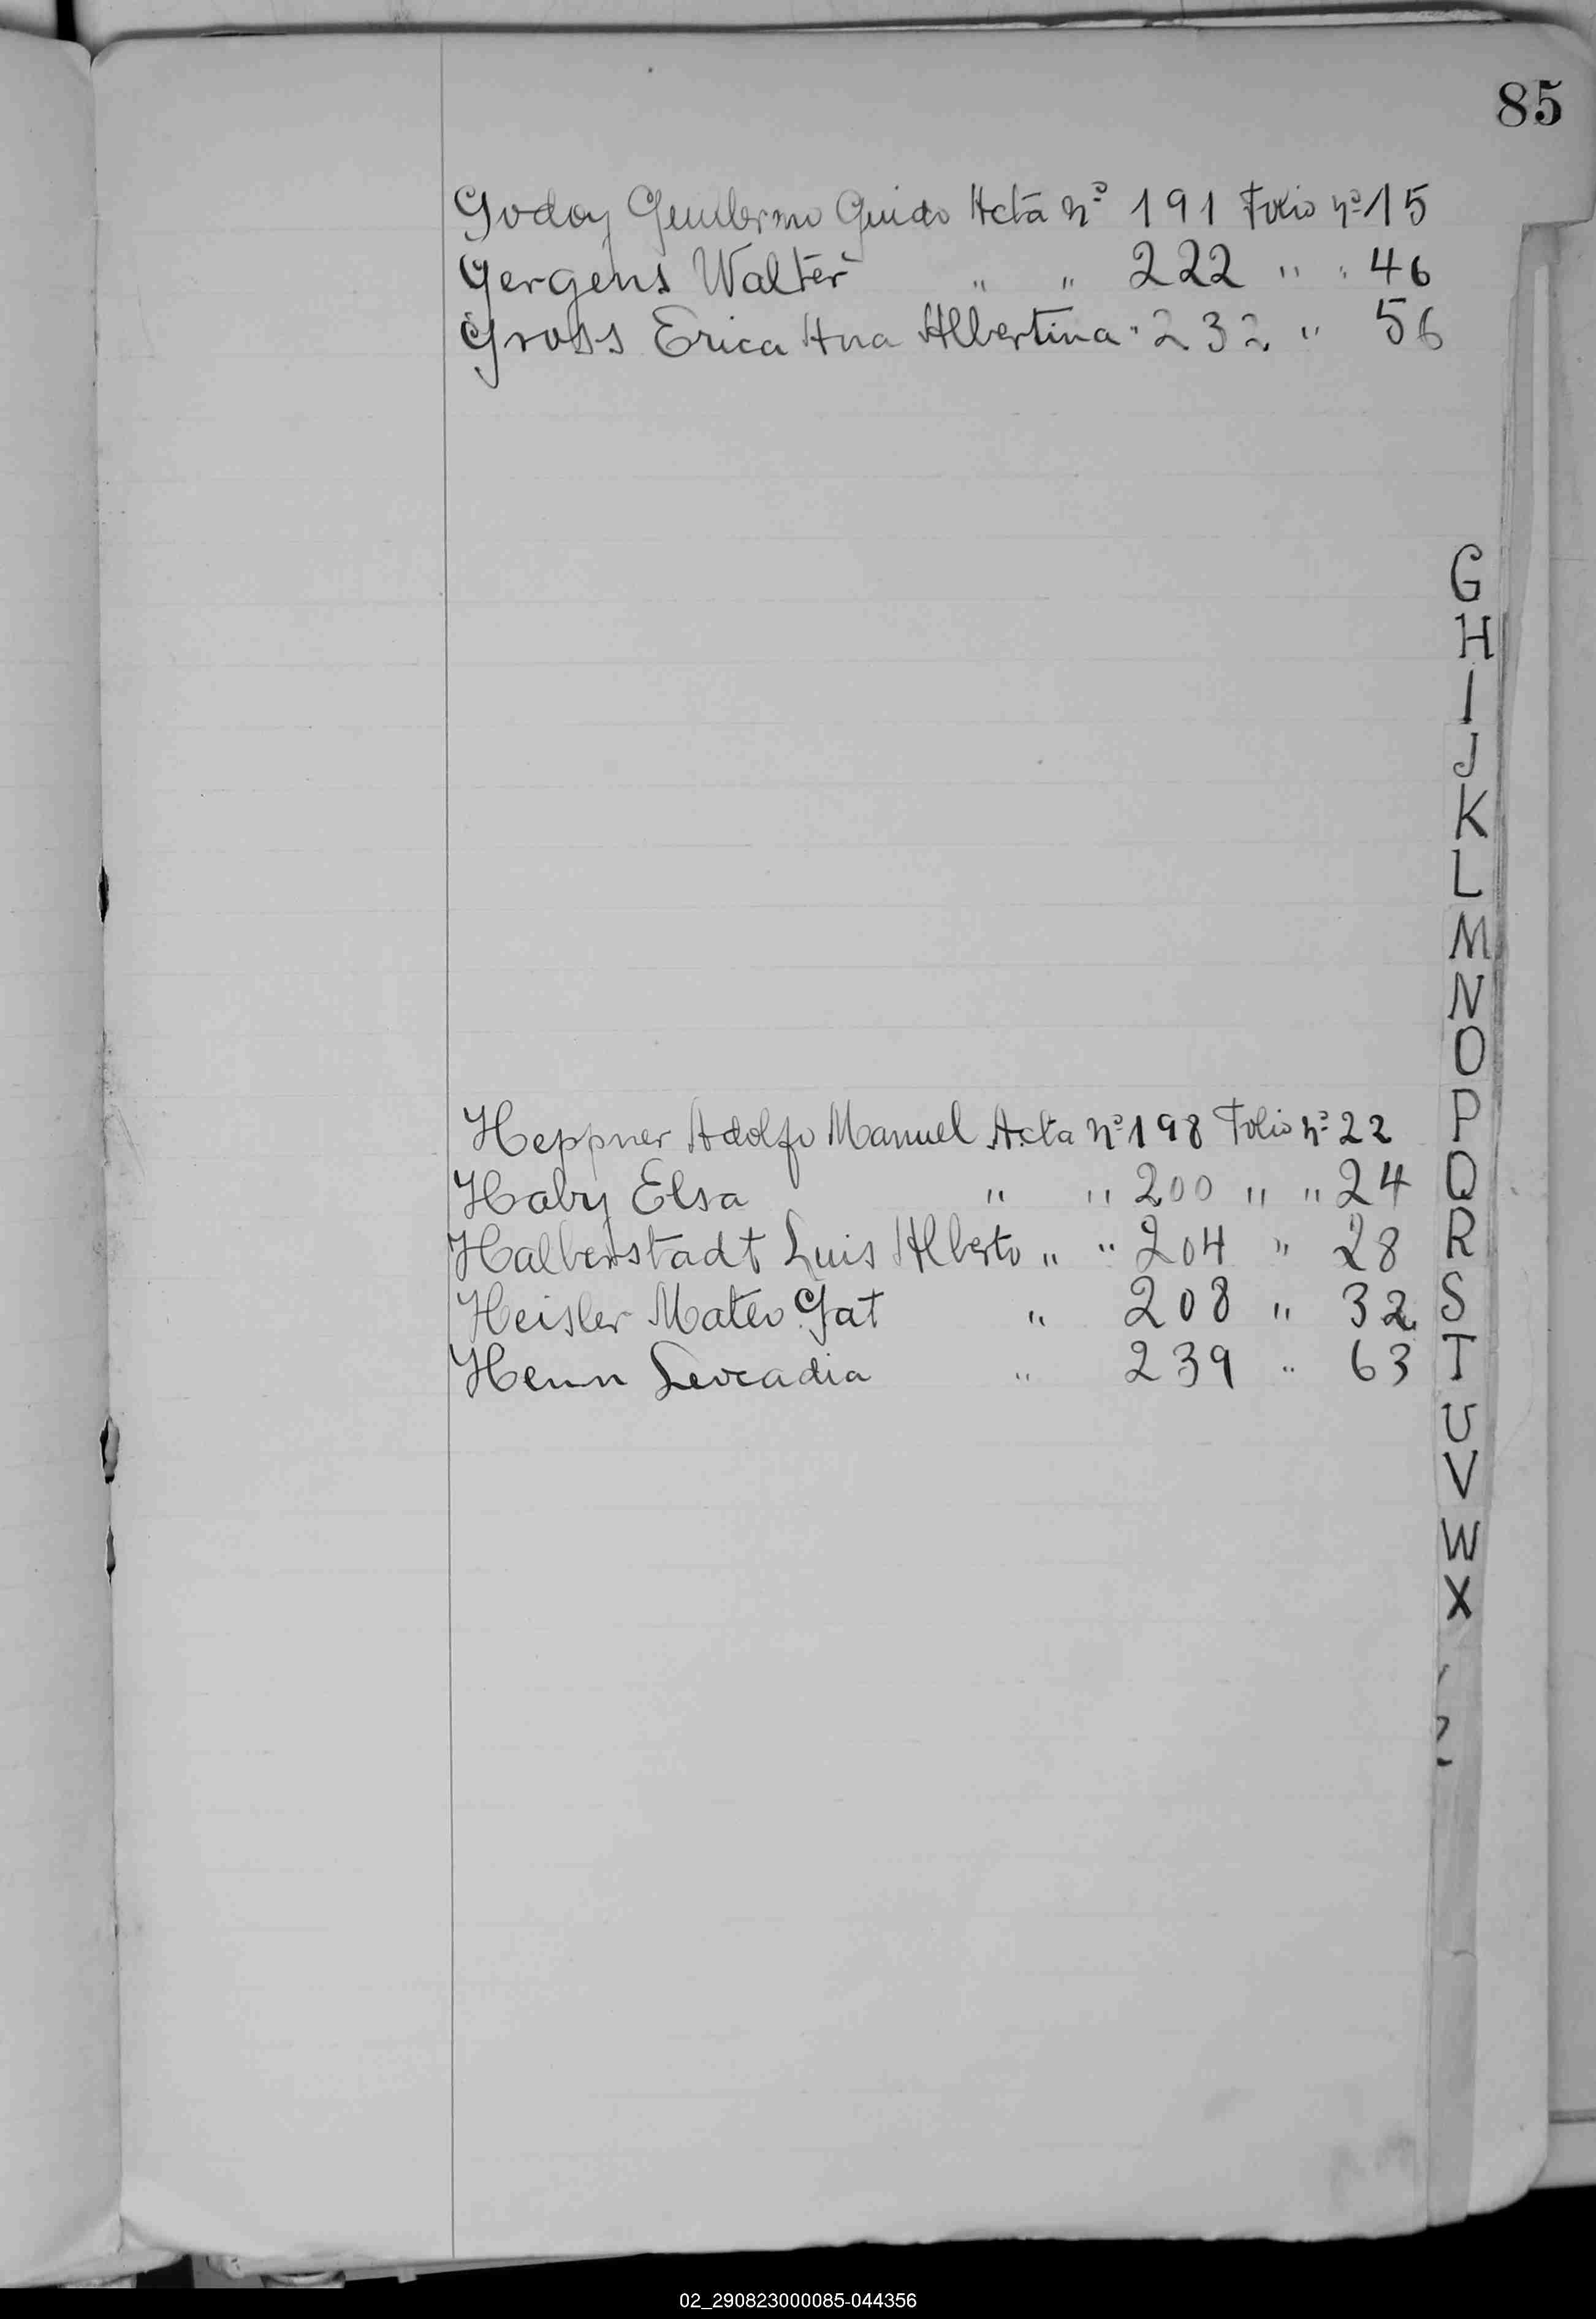 85
Godoy Guillermo Guido Acta nº 191 Folio nº 15
Gergens Walter " " 222 " " 46
Gross Erica Ana Albertina " 232 " 56
G
H
I
J
K
L
M
N
O
P
Q
R
S
T
U
V
W
X
Z
Heppner Adolfo Manuel Acta nº 198 Folio nº 22
Haby Elsa " " 200 " " 24
Halberstadt Luis Alberto " " 204 " 28
Heisler Mateo Gat " 208 " 32
Henn Leocadia " 239 " 63
02_290823000085-044356